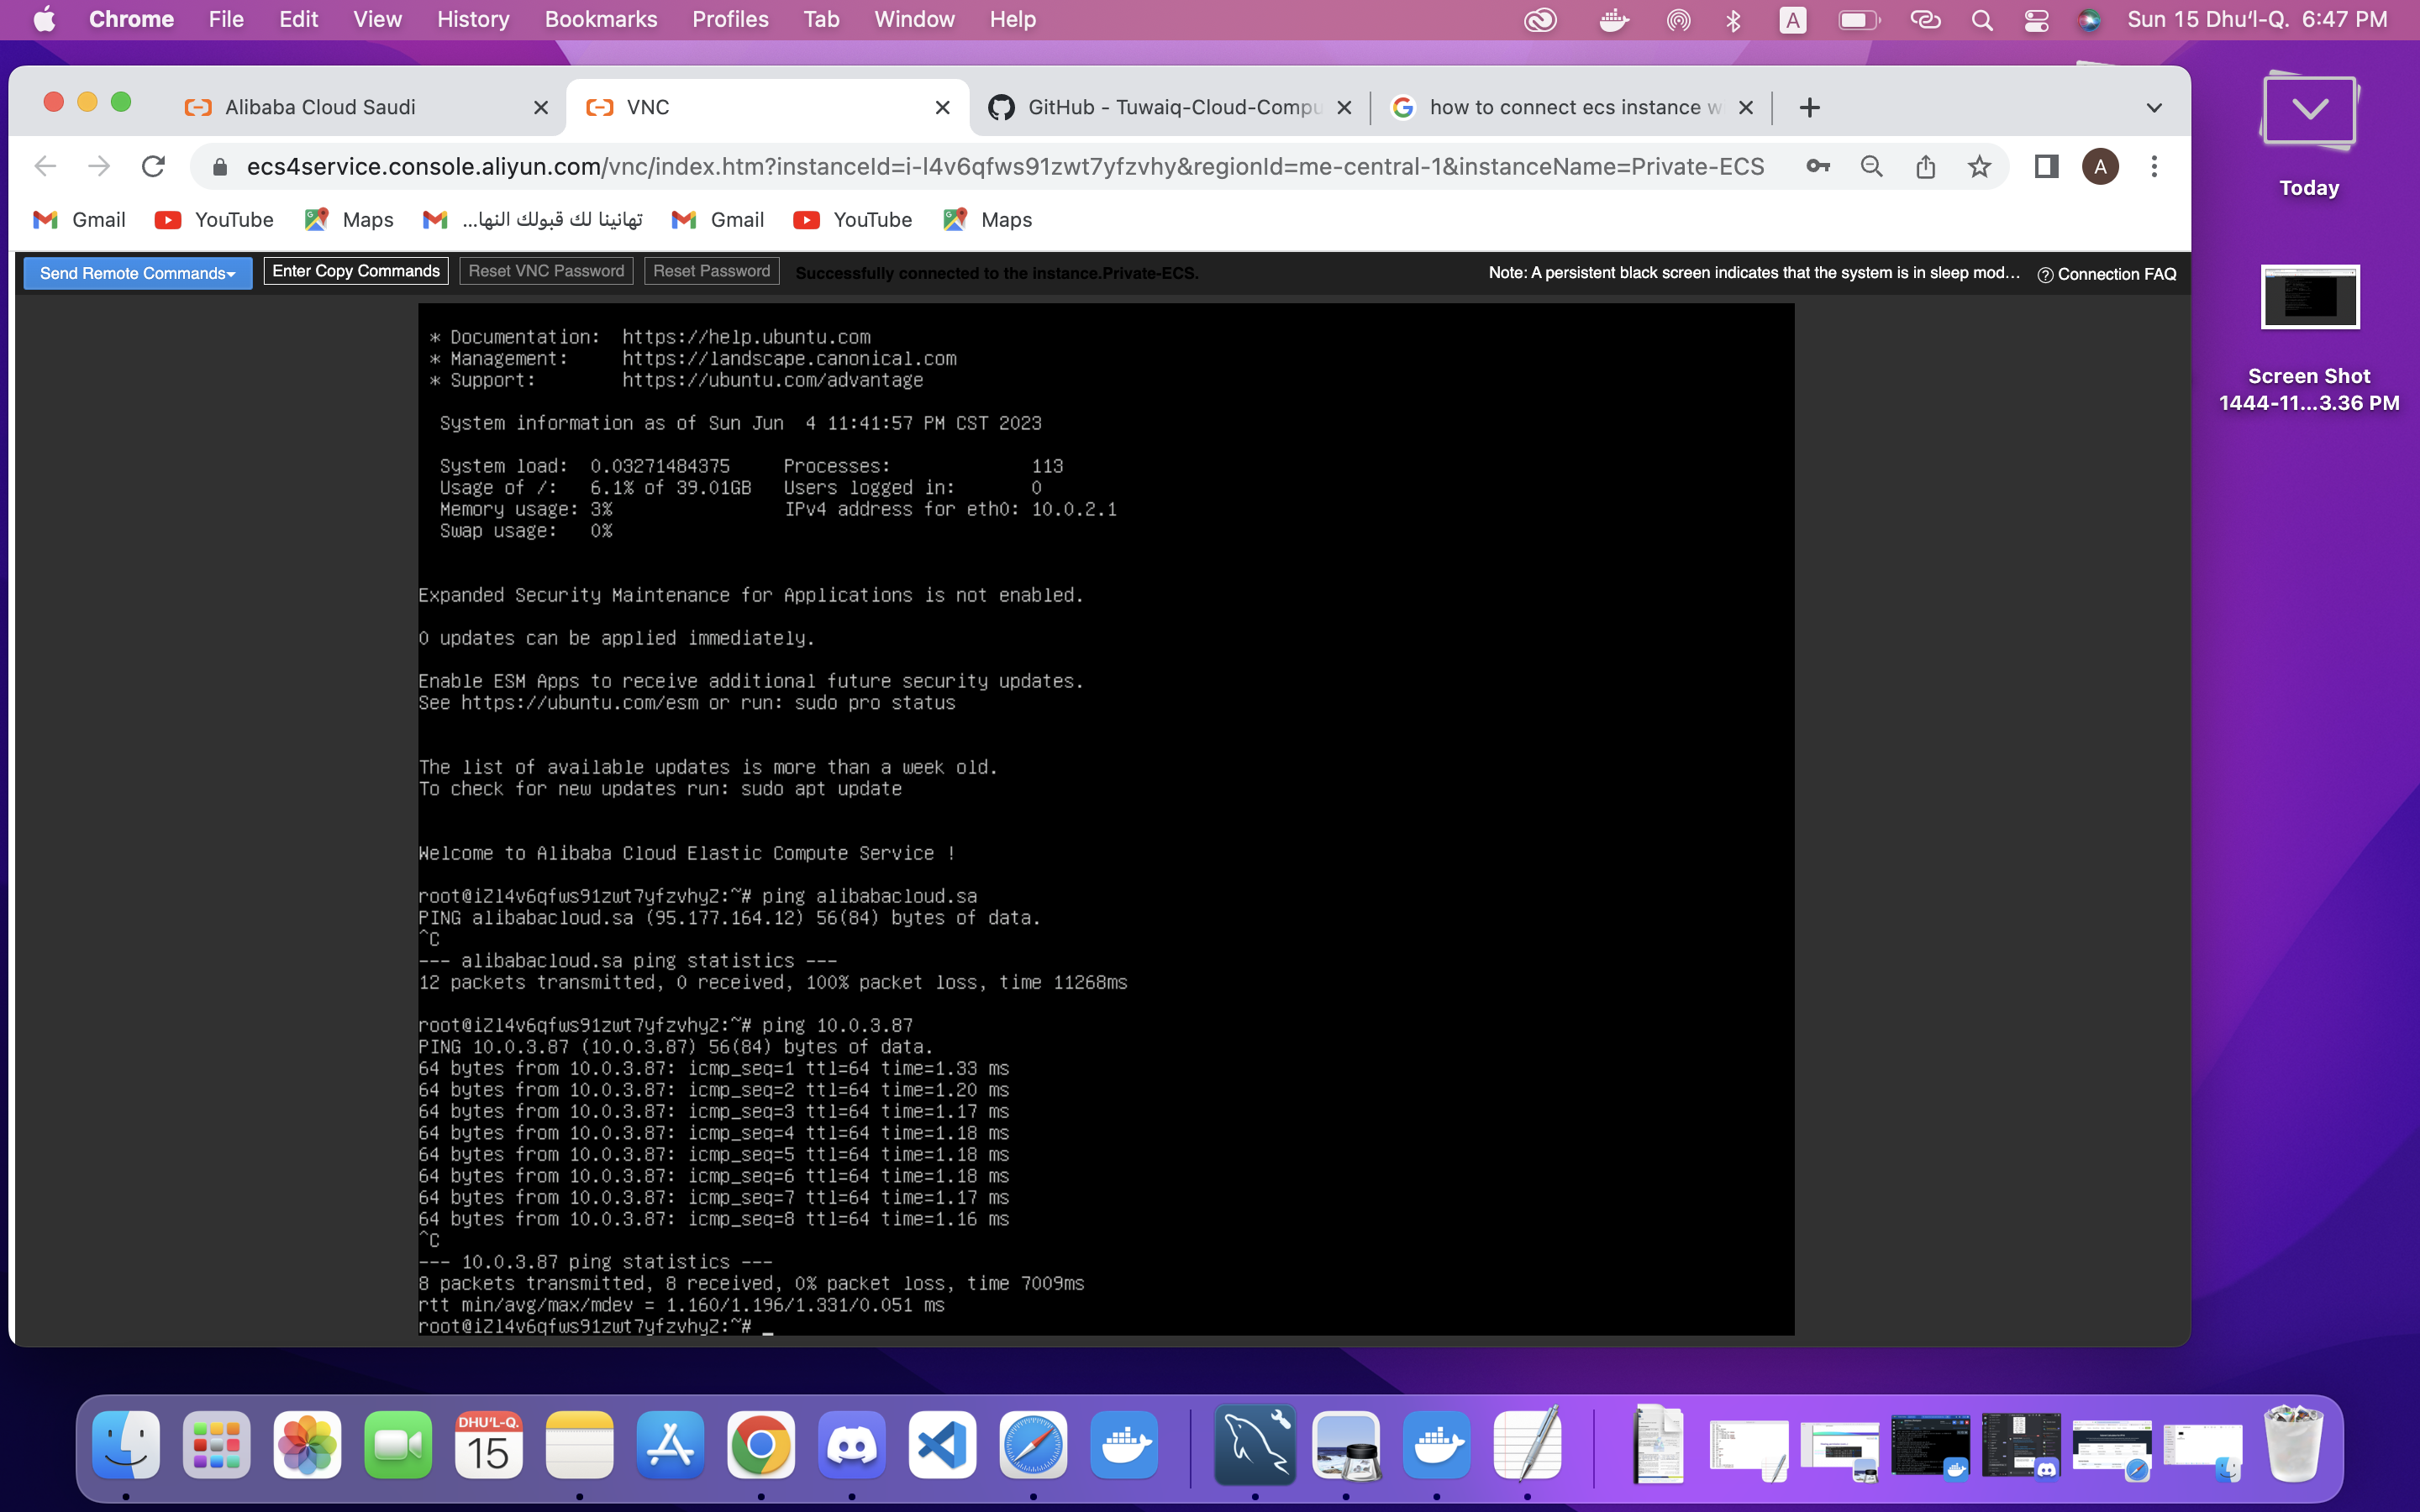 Chrome File Edit View History Bookmarks Profiles Tab Window Help A Sun 15 Dhuʻl-Q. 6:47 PM
Alibaba Cloud Saudi
VNC
GitHub - Tuwaiq-Cloud-Compu
how to connect ecs instance w
ecs4service.console.aliyun.com/vnc/index.htm?instanceId=i-l4v6qfws91zwt7yfzvhy&regionId=me-central-1&instanceName=Private-ECS
A
Gmail YouTube Maps تهانينا لك قبولك النها... Gmail YouTube Maps
Send Remote Commands Enter Copy Commands Reset VNC Password Reset Password Successfully connected to the instance.Private-ECS. Note: A persistent black screen indicates that the system is in sleep mod... ? Connection FAQ
* Documentation: https://help.ubuntu.com
* Management: https://landscape.canonical.com
* Support: https://ubuntu.com/advantage
System information as of Sun Jun 4 11:41:57 PM CST 2023
System load: 0.03271484375 Processes: 113
Usage of /: 6.1% of 39.01GB Users logged in: 0
Memory usage: 3% IPv4 address for eth0: 10.0.2.1
Swap usage: 0%
Expanded Security Maintenance for Applications is not enabled.
0 updates can be applied immediately.
Enable ESM Apps to receive additional future security updates.
See https://ubuntu.com/esm or run: sudo pro status
The list of available updates is more than a week old.
To check for new updates run: sudo apt update
Welcome to Alibaba Cloud Elastic Compute Service !
root@iZl4v6qfws91zwt7yfzvhyZ:~# ping alibabacloud.sa
PING alibabacloud.sa (95.177.164.12) 56(84) bytes of data.
^C
--- alibabacloud.sa ping statistics ---
12 packets transmitted, 0 received, 100% packet loss, time 11268ms
root@iZl4v6qfws91zwt7yfzvhyZ:~# ping 10.0.3.87
PING 10.0.3.87 (10.0.3.87) 56(84) bytes of data.
64 bytes from 10.0.3.87: icmp_seq=1 ttl=64 time=1.33 ms
64 bytes from 10.0.3.87: icmp_seq=2 ttl=64 time=1.20 ms
64 bytes from 10.0.3.87: icmp_seq=3 ttl=64 time=1.17 ms
64 bytes from 10.0.3.87: icmp_seq=4 ttl=64 time=1.18 ms
64 bytes from 10.0.3.87: icmp_seq=5 ttl=64 time=1.18 ms
64 bytes from 10.0.3.87: icmp_seq=6 ttl=64 time=1.18 ms
64 bytes from 10.0.3.87: icmp_seq=7 ttl=64 time=1.17 ms
64 bytes from 10.0.3.87: icmp_seq=8 ttl=64 time=1.16 ms
^C
--- 10.0.3.87 ping statistics ---
8 packets transmitted, 8 received, 0% packet loss, time 7009ms
rtt min/avg/max/mdev = 1.160/1.196/1.331/0.051 ms
root@iZl4v6qfws91zwt7yfzvhyZ:~# _
Today
Screen Shot
1444-11...3.36 PM
DHUʻL-Q.
15